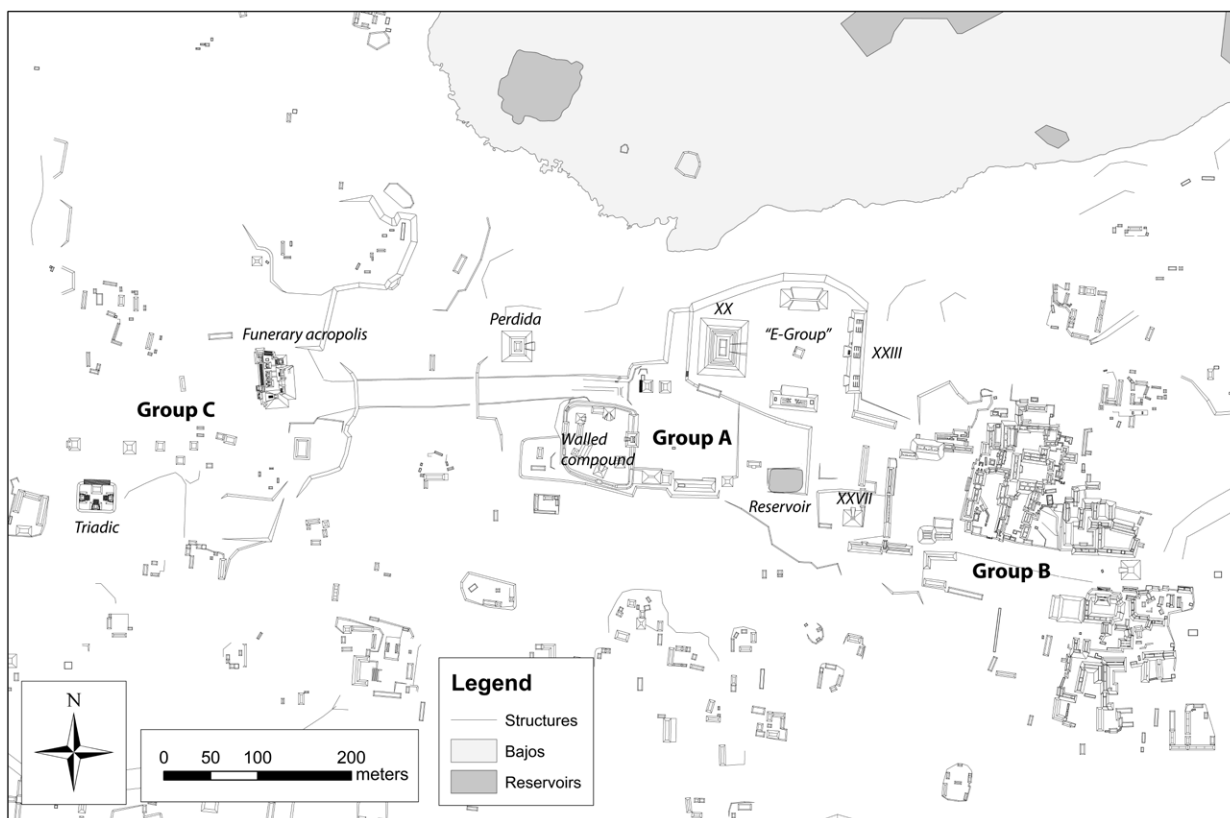 XX
Perdida
"E-Group"
Funerary acropolis
XXIII
Group C
Group A
Walled
compound
Triadic
Reservoir
XXVII
Group B
Legend
N
Structures
0 50 100 200
meters
Bajos
Reservoirs